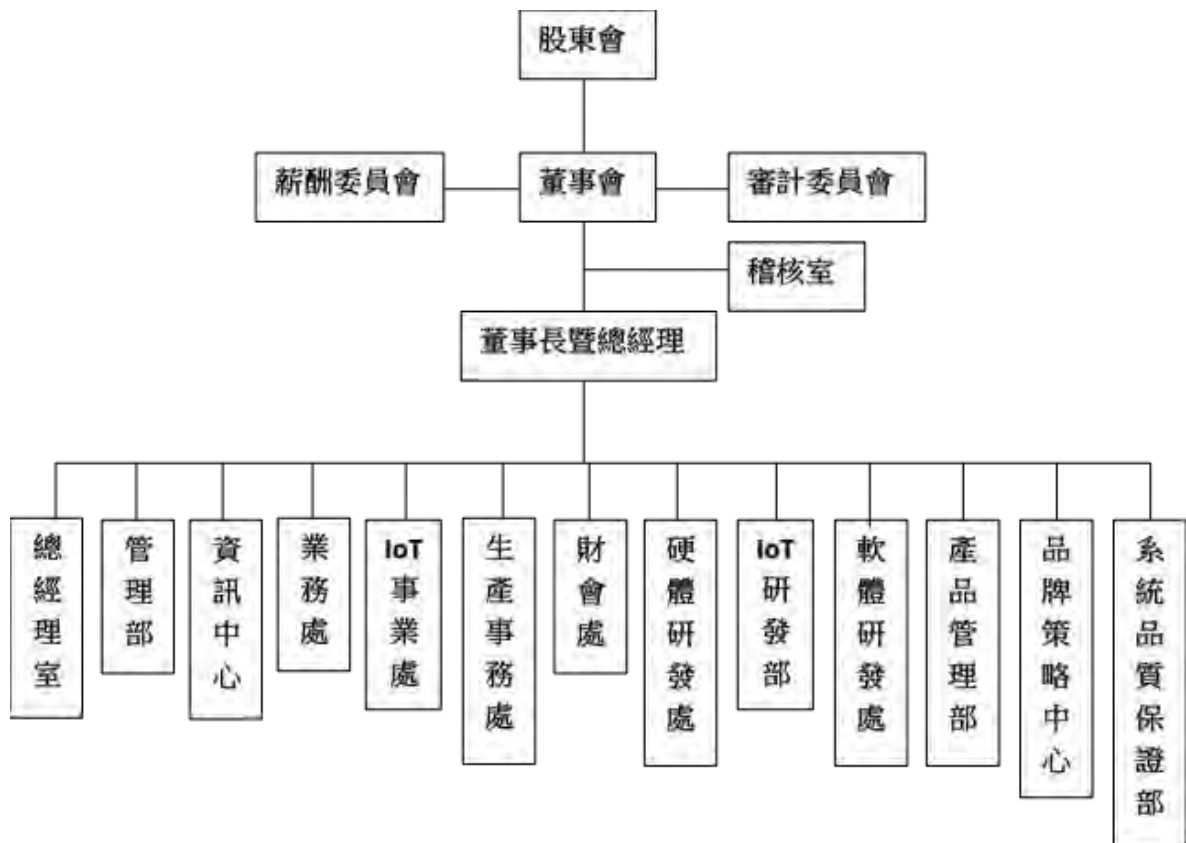 股東會
薪酬委員會
董事會
審計委員會
稽核室
董事長暨總經理
總經理室
管理部
資訊中心
業務處
IoT事業處
生產事務處
財會處
硬體研發處
IoT研發部
軟體研發處
產品管理部
品牌策略中心
系統品質保證部